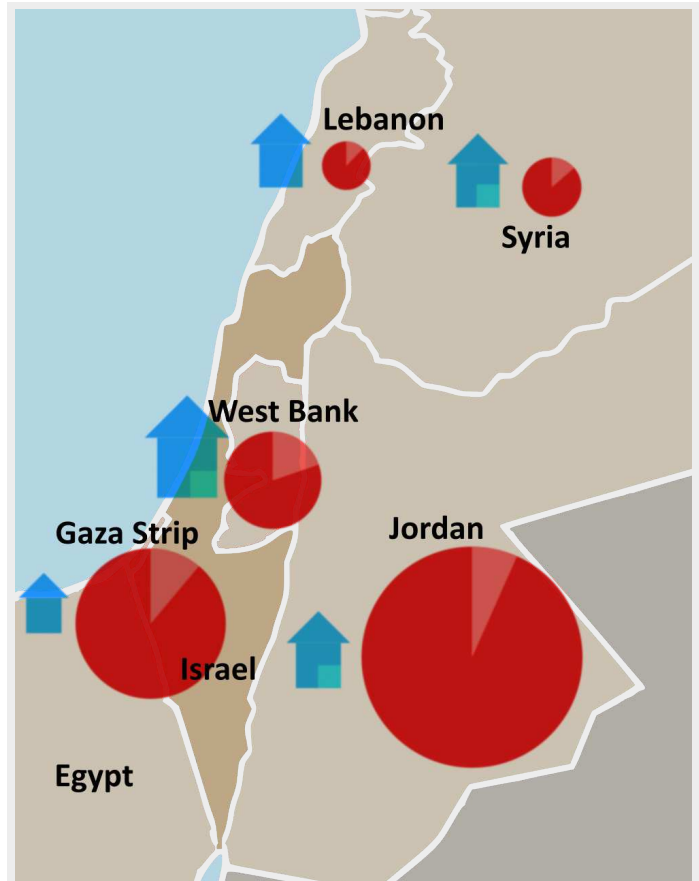 Lebanon
Syria
West Bank
Gaza Strip
Jordan
Israel
Egypt